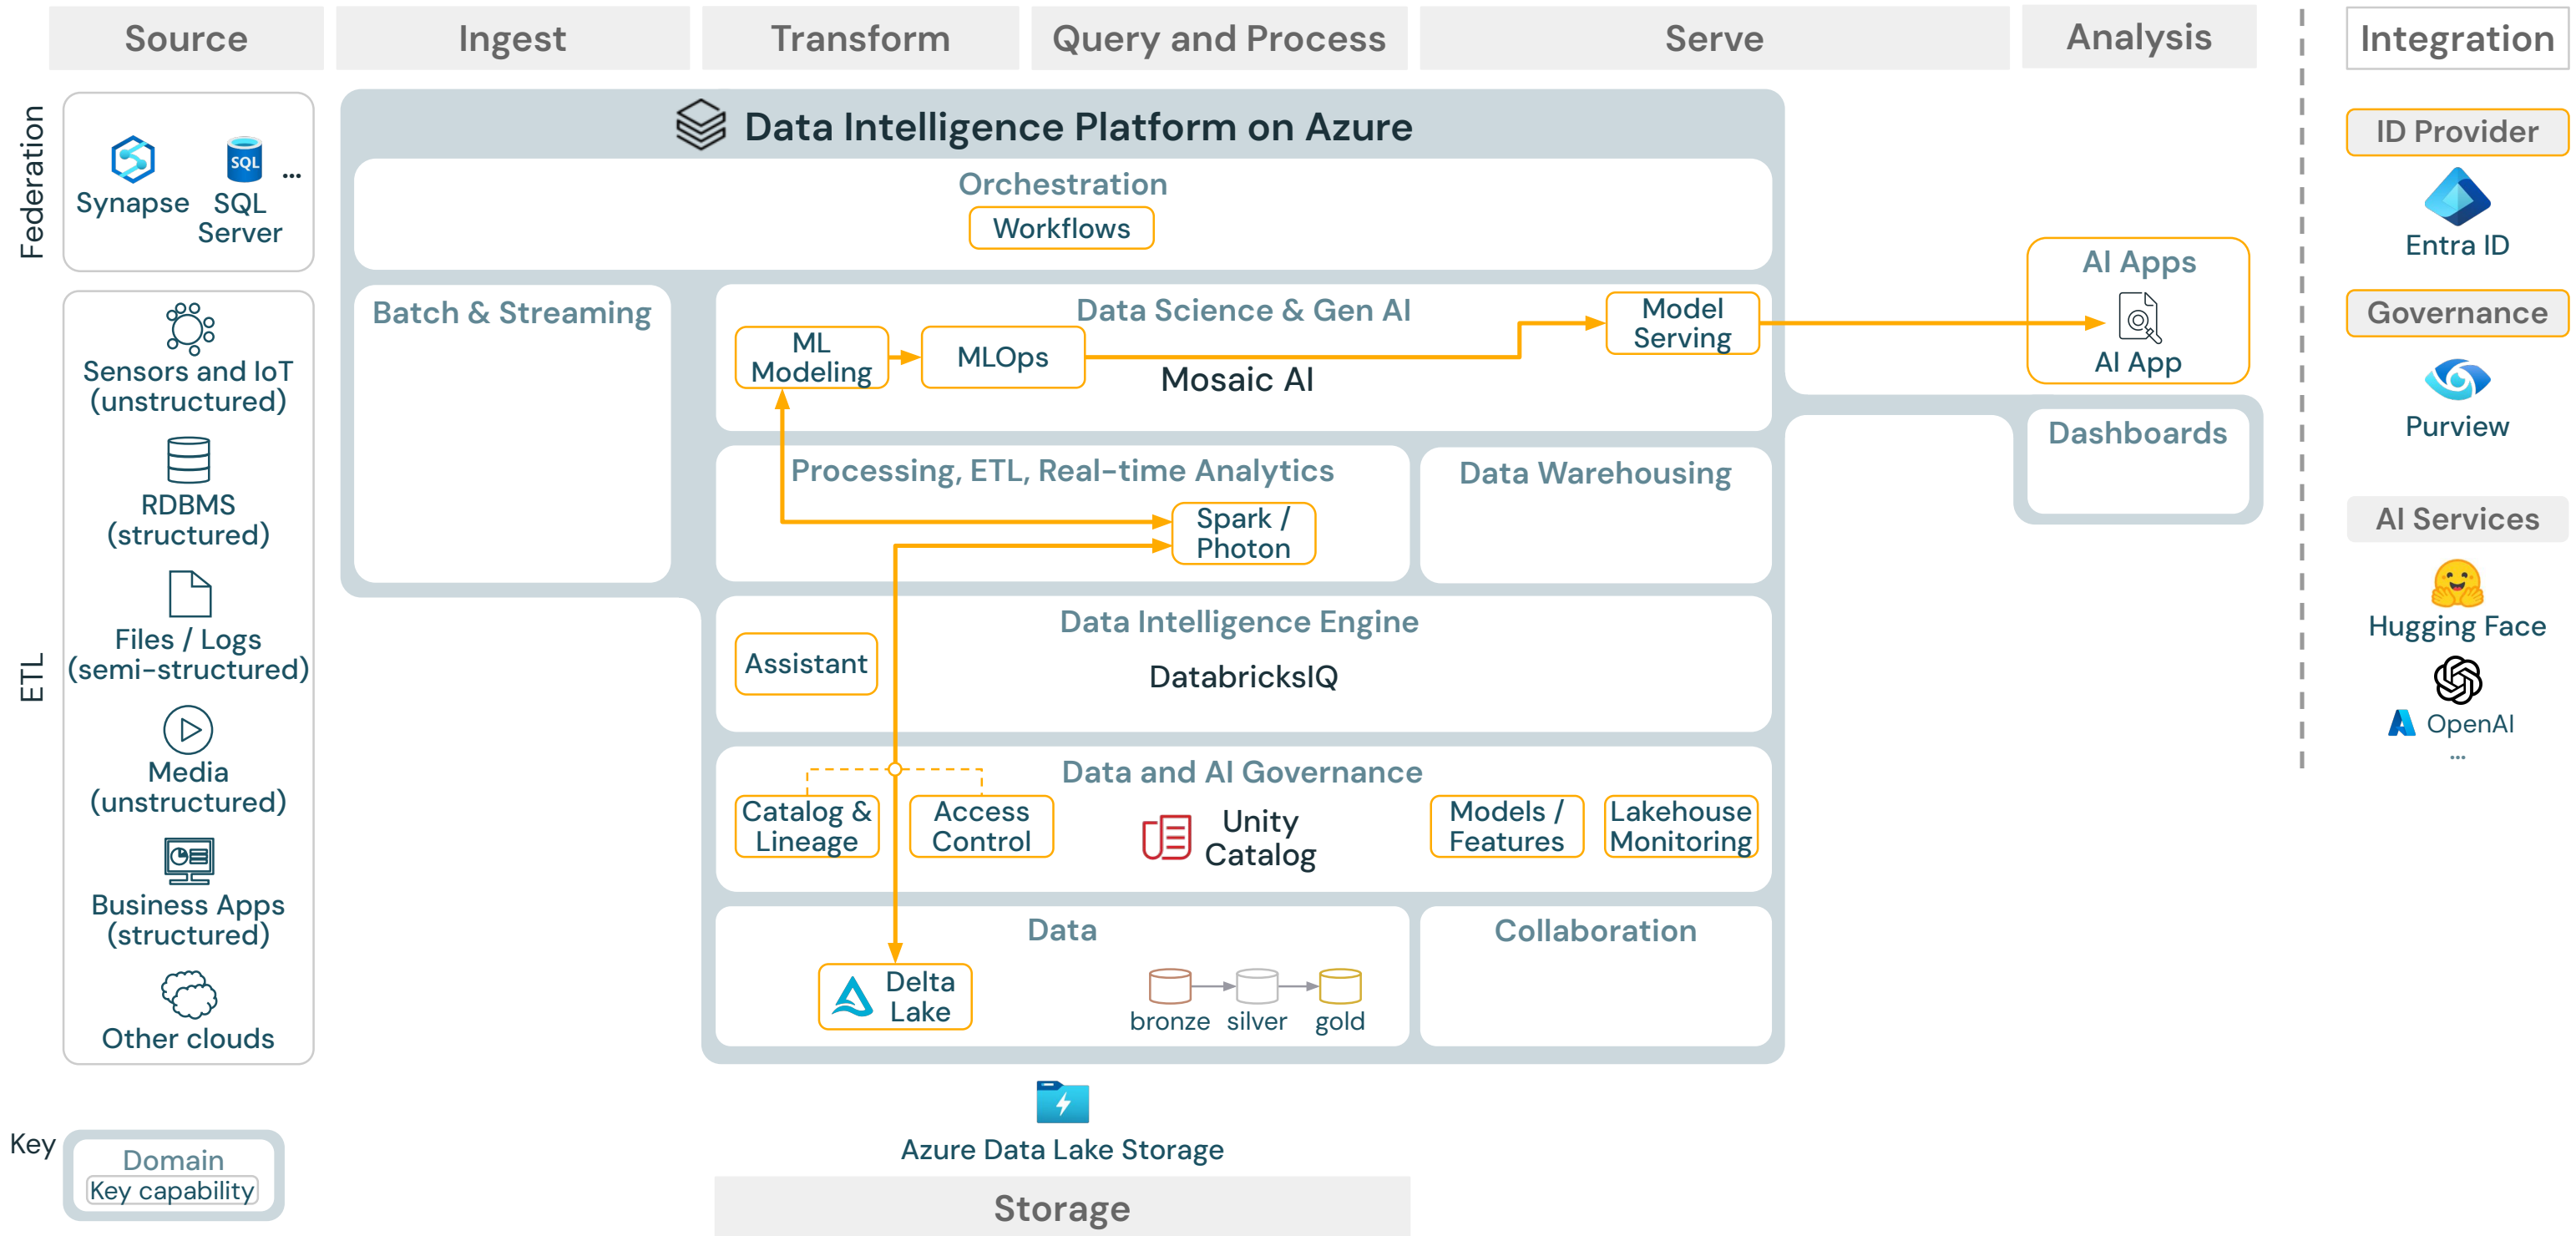 Source
Ingest
Transform
Query and Process
Serve
Analysis
Integration
Federation
Synapse
SQL
SQL
Server
...
ETL
Sensors and IoT
(unstructured)
RDBMS
(structured)
Files / Logs
(semi-structured)
Media
(unstructured)
Business Apps
(structured)
Other clouds
Data Intelligence Platform on Azure
Orchestration
Workflows
Batch & Streaming
Data Science & Gen AI
ML
Modeling
MLOps
Mosaic AI
Model
Serving
AI Apps
AI App
Dashboards
Processing, ETL, Real-time Analytics
Spark /
Photon
Data Warehousing
Data Intelligence Engine
Assistant
DatabricksIQ
Data and AI Governance
Catalog &
Lineage
Access
Control
Unity
Catalog
Models /
Features
Lakehouse
Monitoring
Data
Delta
Lake
bronze
silver
gold
Collaboration
Azure Data Lake Storage
Storage
Key
Domain
Key capability
ID Provider
Entra ID
Governance
Purview
AI Services
Hugging Face
OpenAI
...